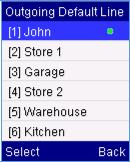 Outgoing Default Line
[1] John
[2] Store 1
[3] Garage
[4] Store 2
[5] Warehouse
[6] Kitchen
Select Back